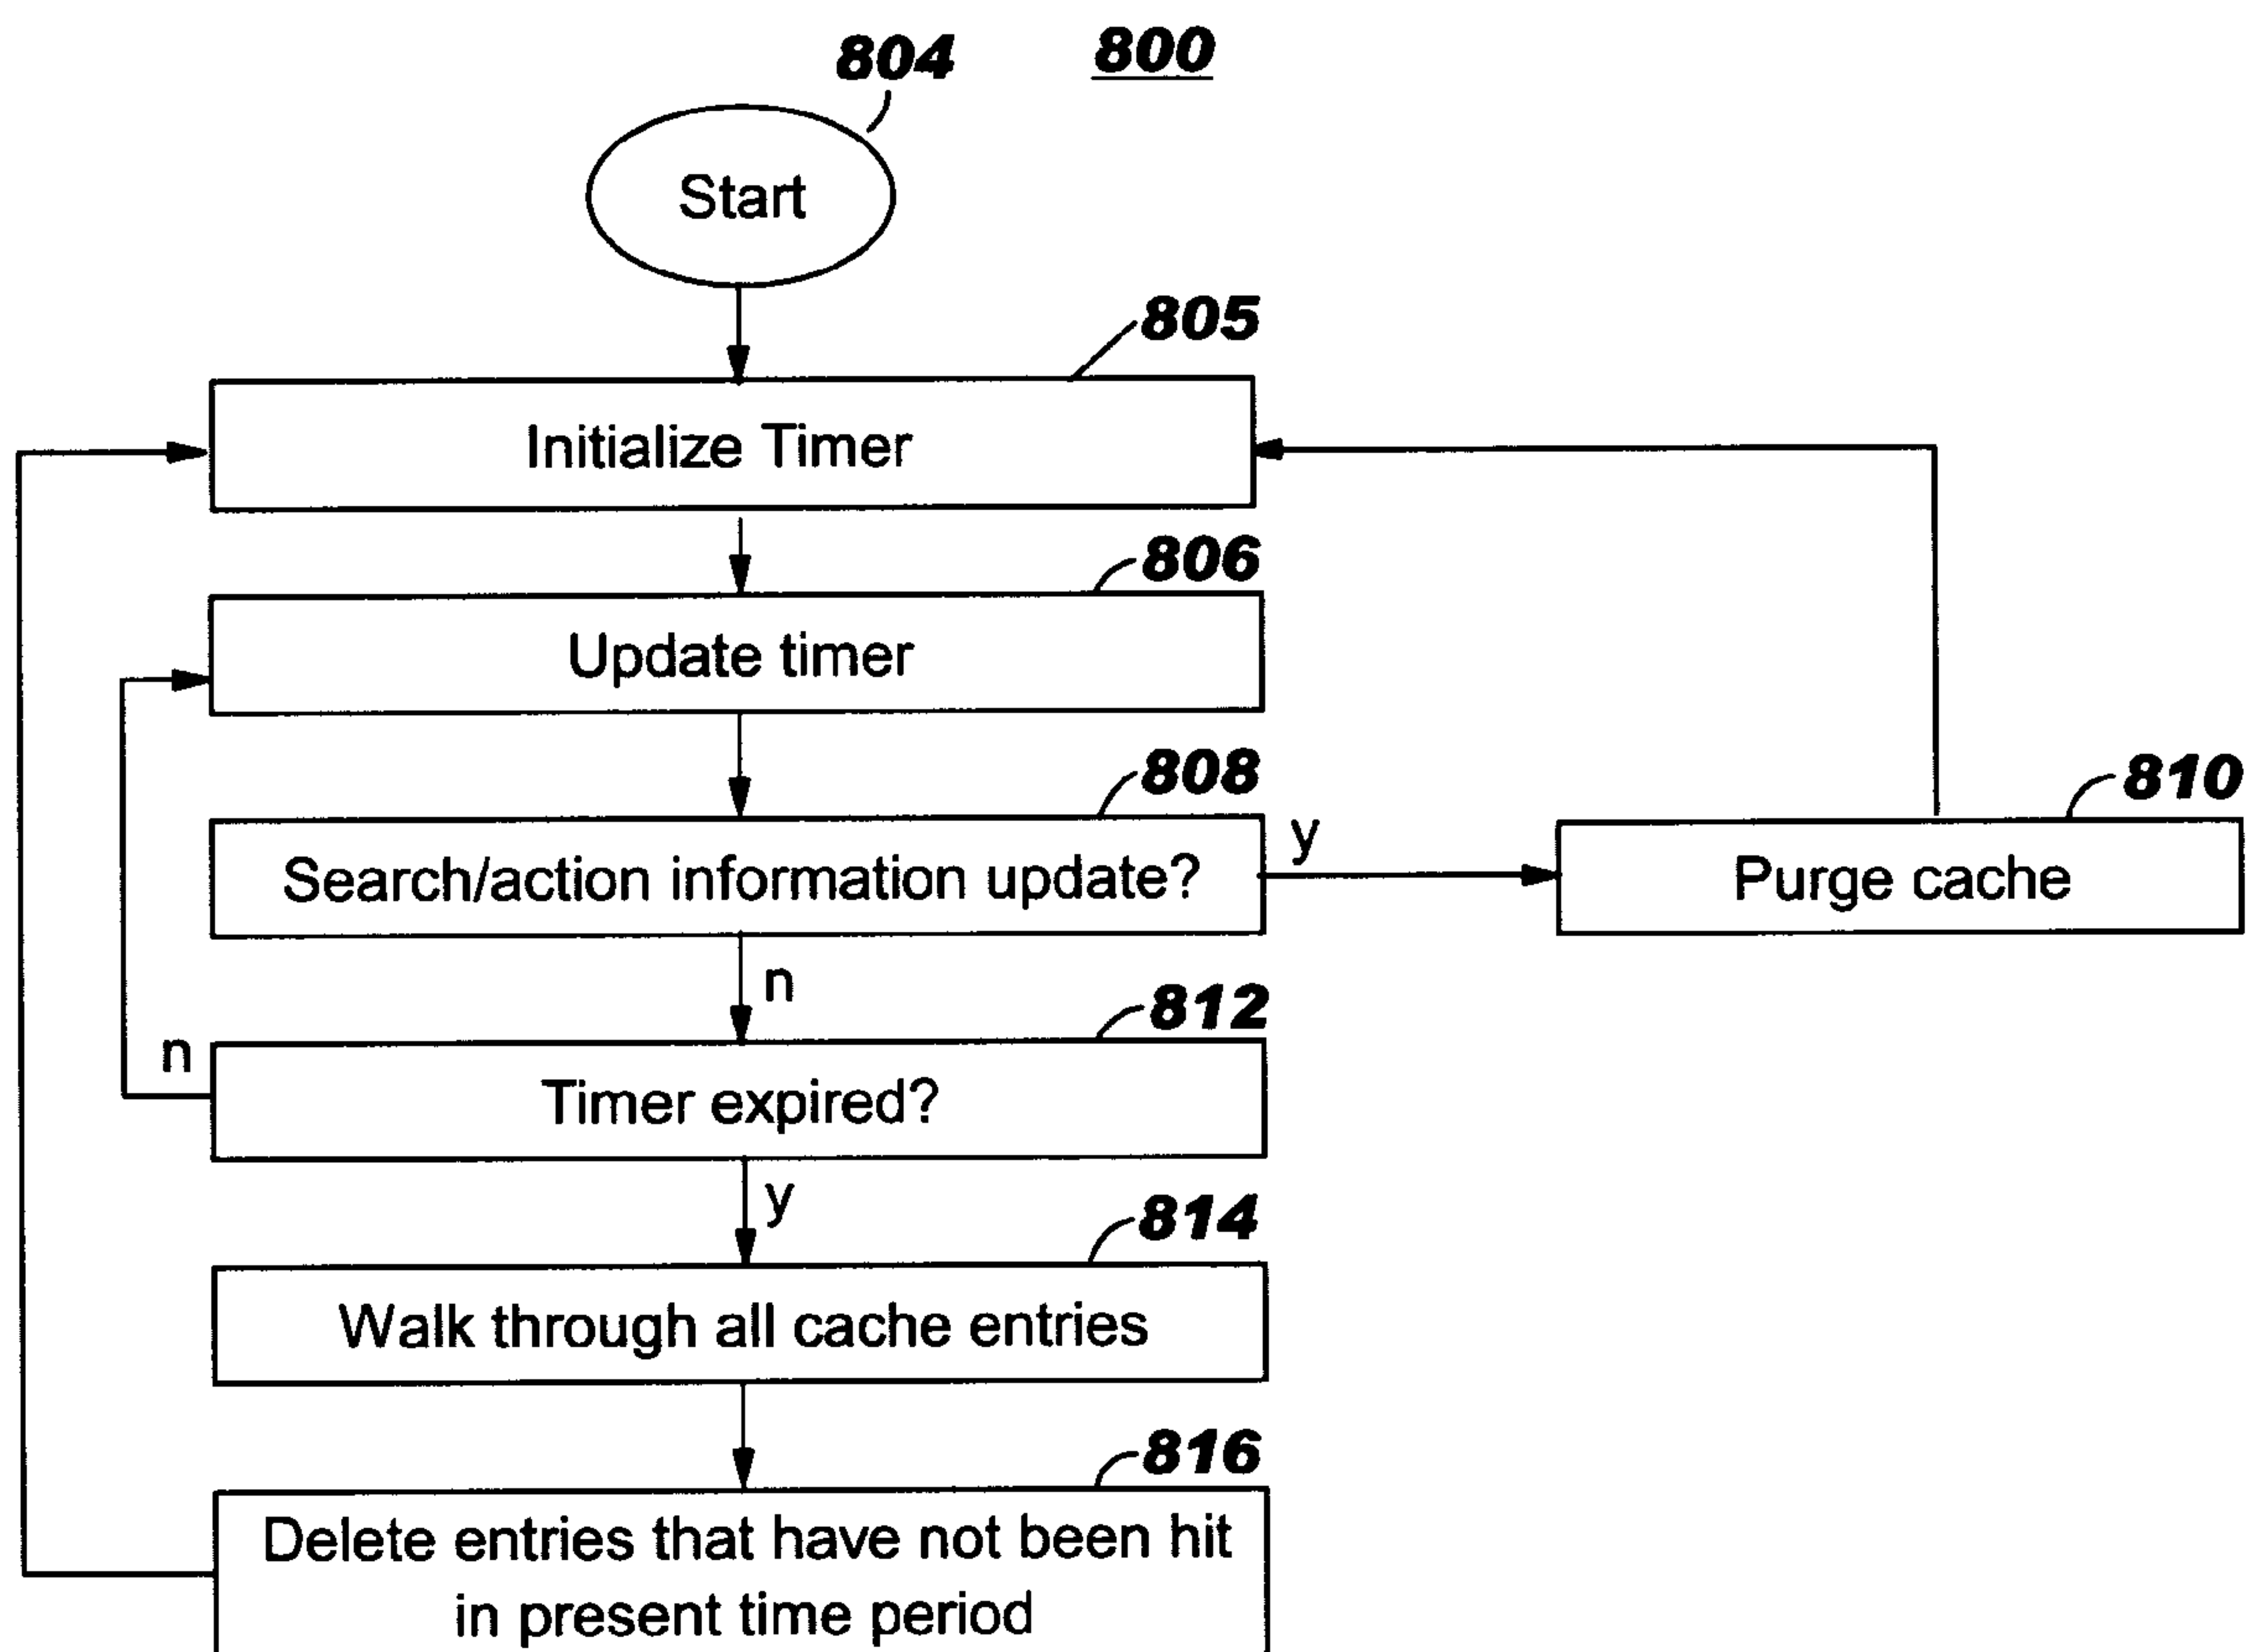 804
800
Start
805
Initialize Timer
806
Update timer
808
810
y
Search/action information update?
Purge cache
n
812
n
Timer expired?
y
814
Walk through all cache entries
816
Delete entries that have not been hit
in present time period